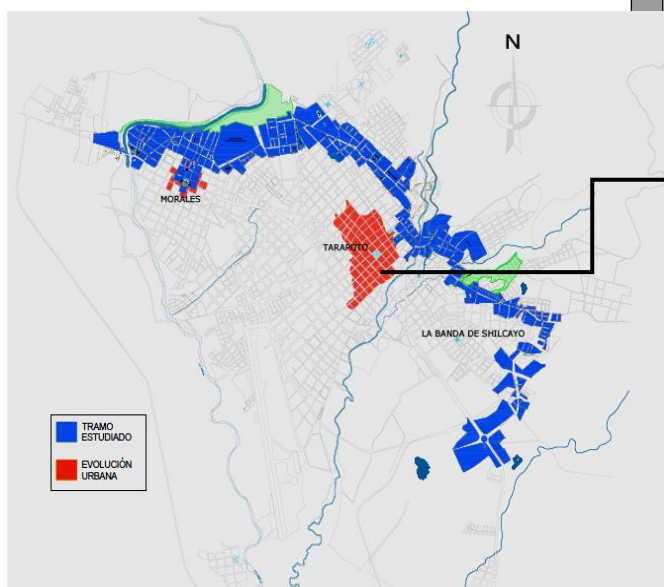 N
MORALES
TARAPOTO
LA BANDA DE SHILCAYO
TRAMO
ESTUDIADO
EVOLUCIÓN
URBANA